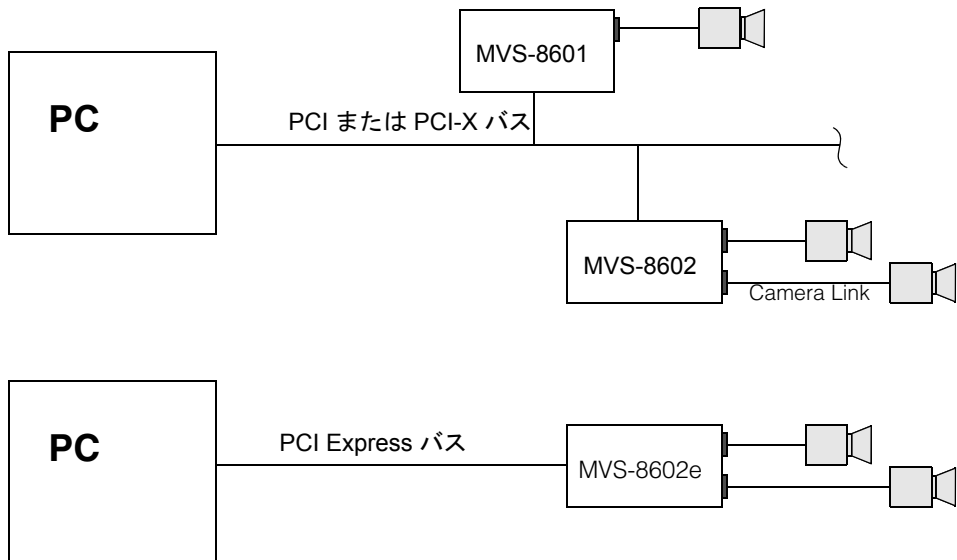 MVS-8601
PC
PCI または PCI-X バス
MVS-8602
Camera Link
PC
PCI Express バス
MVS-8602e